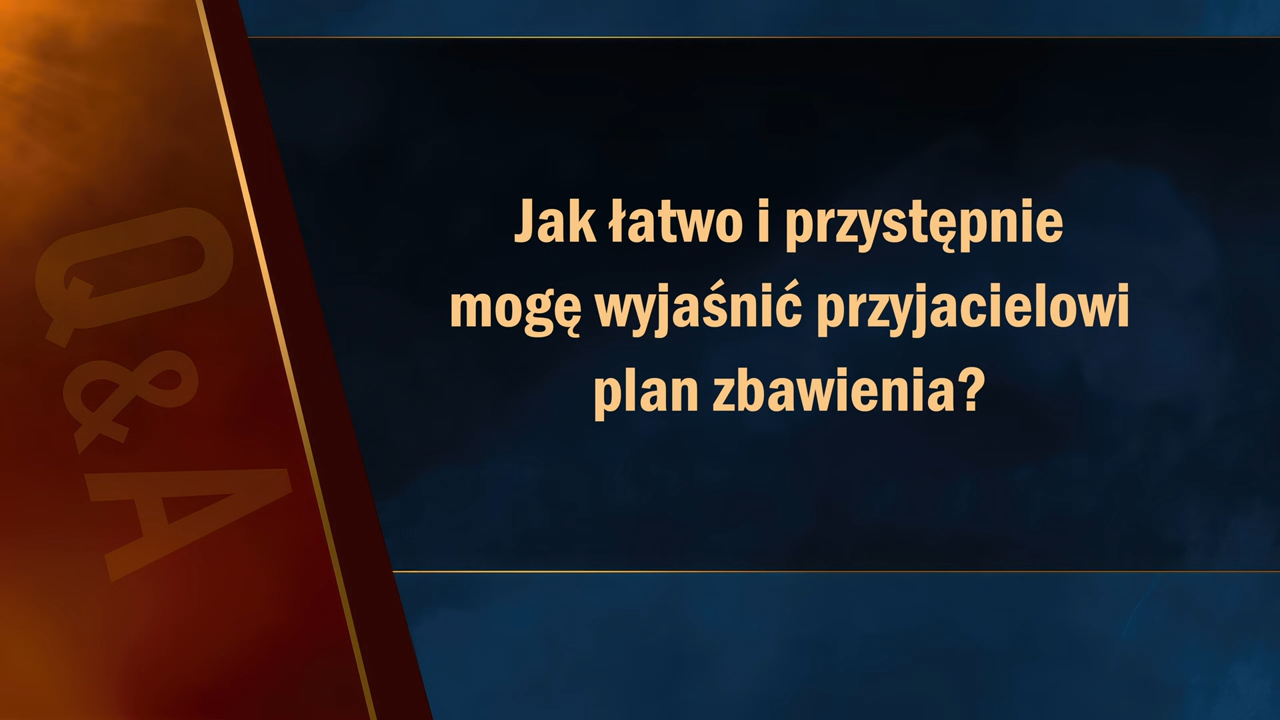 Q&A
Jak łatwo i przystępnie
mogę wyjaśnić przyjacielowi
plan zbawienia?